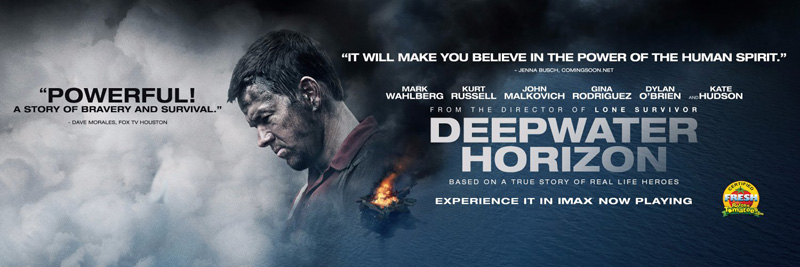 “POWERFUL!
A STORY OF BRAVERY AND SURVIVAL.”
- DAVE MORALES, FOX TV HOUSTON
“IT WILL MAKE YOU BELIEVE IN THE POWER OF THE HUMAN SPIRIT.”
- JENNA BUSCH, COMINGSOON.NET
MARK WAHLBERG KURT RUSSELL JOHN MALKOVICH GINA RODRIGUEZ DYLAN O’BRIEN AND KATE HUDSON
FROM THE DIRECTOR OF LONE SURVIVOR
DEEPWATER
HORIZON
BASED ON A TRUE STORY OF REAL LIFE HEROES
EXPERIENCE IT IN IMAX NOW PLAYING
CERTIFIED
FRESH
Rotten
Tomatoes